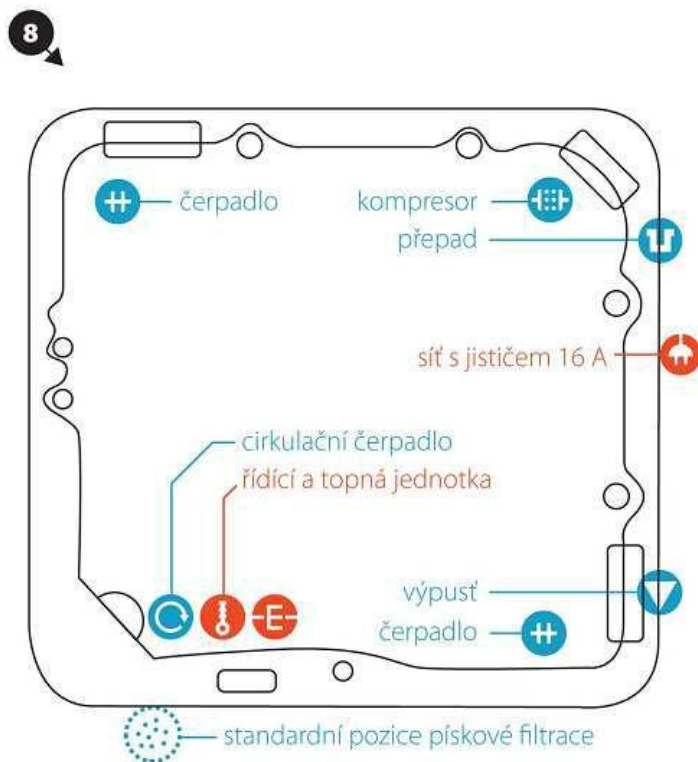 8
čerpadlo
kompresor
přepad
síť s jističem 16 A
cirkulační čerpadlo
řídící a topná jednotka
E
výpusť
čerpadlo
standardní pozice pískové filtrace